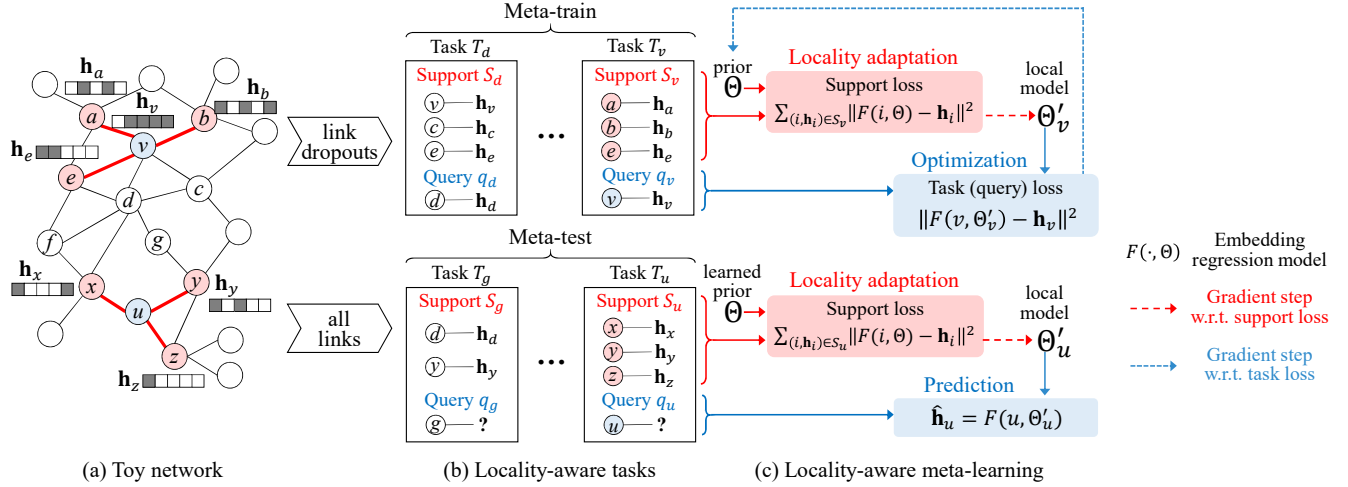 h_a
h_v
h_b
h_e
a
b
v
e
d
c
f
g
h_x
x
y
h_y
u
z
h_z
link
dropouts
all
links
Meta-train
Task T_d
Support S_d
v h_v
c h_c
e h_e
Query q_d
d h_d
...
Task T_v
Support S_v
a h_a
b h_b
e h_e
Query q_v
v h_v
Meta-test
Task T_g
Support S_g
d h_d
y h_y
Query q_g
g ?
...
Task T_u
Support S_u
x h_x
y h_y
z h_z
Query q_u
u ?
prior
Θ
Locality adaptation
Support loss
∑_{(i,h_i)∈S_v} ‖F(i, Θ) − h_i‖²
local
model
Θ′_v
Optimization
Task (query) loss
‖F(v, Θ′_v) − h_v‖²
learned
prior
Θ
Locality adaptation
Support loss
∑_{(i,h_i)∈S_u} ‖F(i, Θ) − h_i‖²
local
model
Θ′_u
Prediction
ĥ_u = F(u, Θ′_u)
F(·, Θ) Embedding
regression model
Gradient step
w.r.t. support loss
Gradient step
w.r.t. task loss
(a) Toy network
(b) Locality-aware tasks
(c) Locality-aware meta-learning